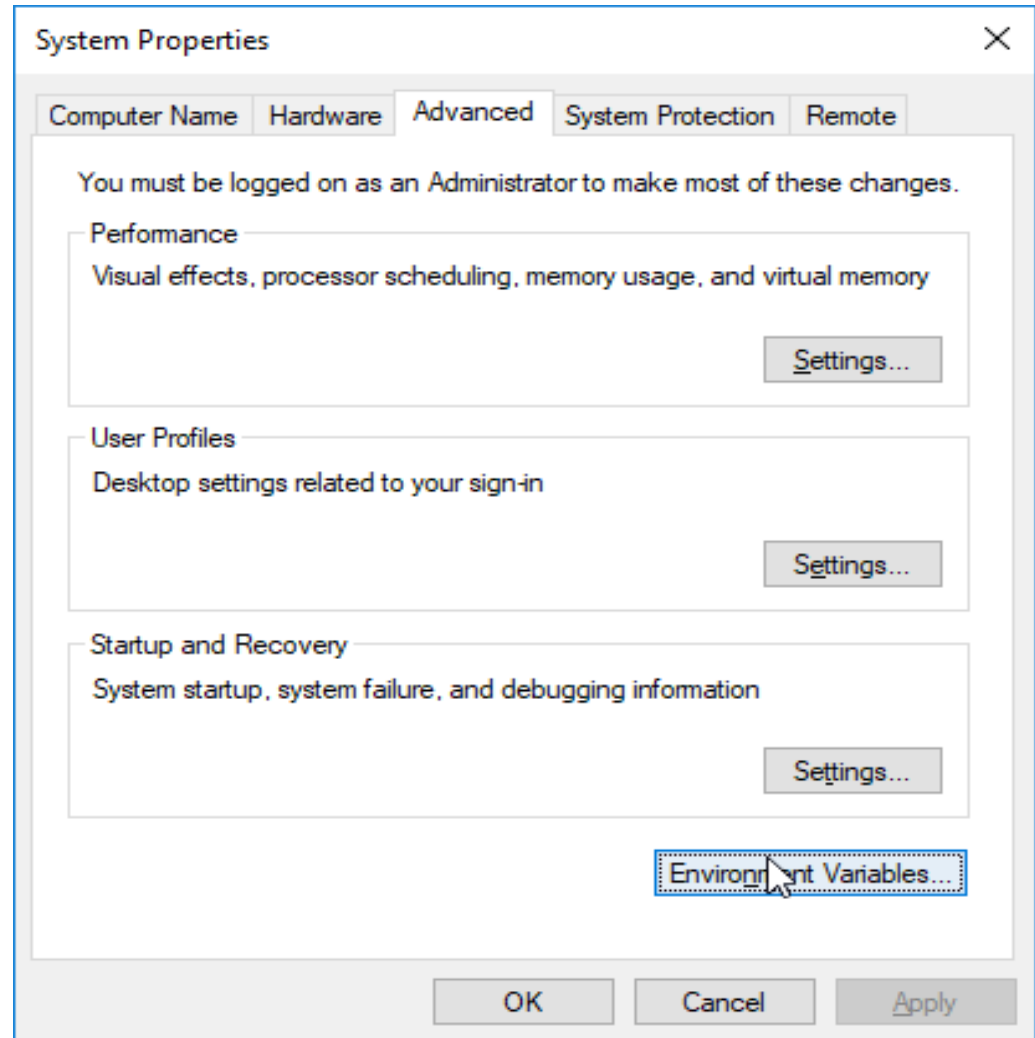 System Properties
Computer Name Hardware Advanced System Protection Remote
You must be logged on as an Administrator to make most of these changes.
Performance
Visual effects, processor scheduling, memory usage, and virtual memory
Settings...
User Profiles
Desktop settings related to your sign-in
Settings...
Startup and Recovery
System startup, system failure, and debugging information
Settings...
Environment Variables...
OK Cancel Apply